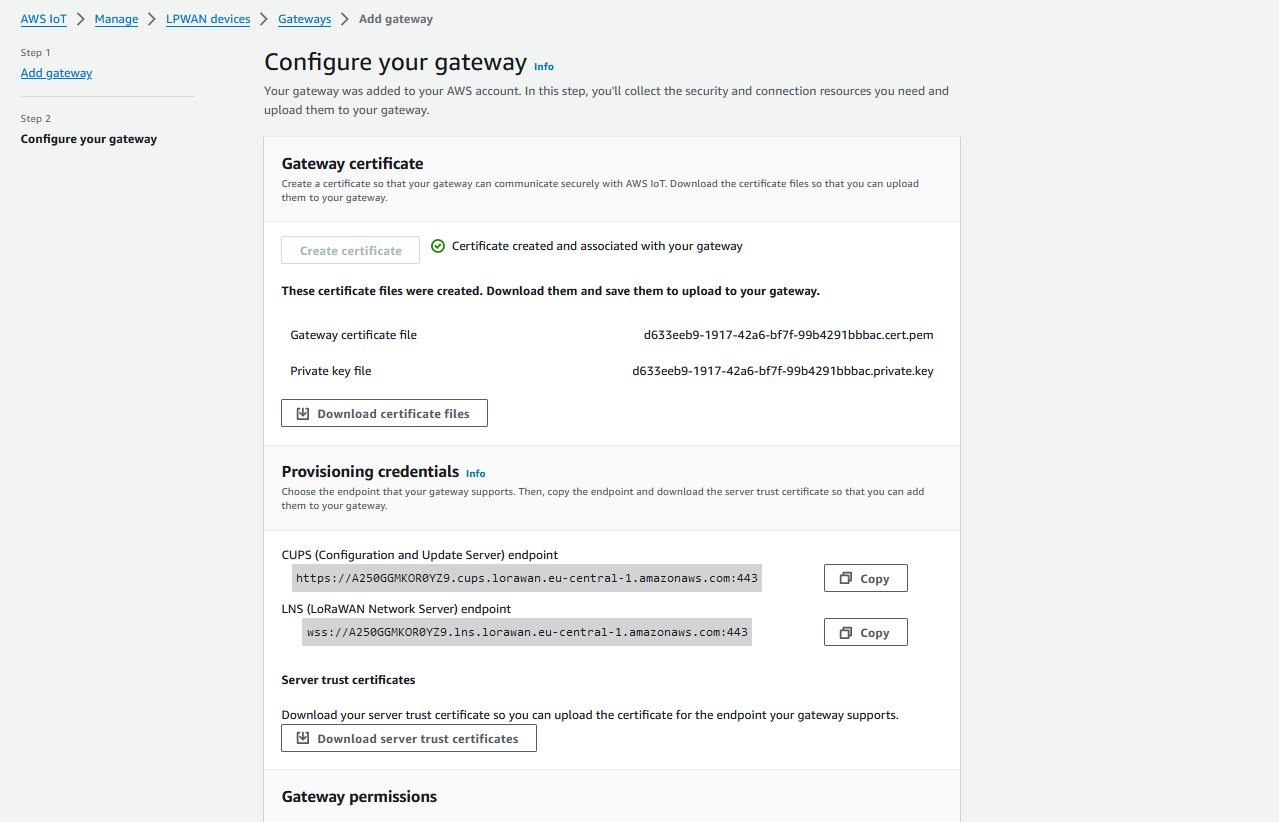 AWS IoT > Manage > LPWAN devices > Gateways > Add gateway
Step 1
Add gateway
Step 2
Configure your gateway
Configure your gateway Info
Your gateway was added to your AWS account. In this step, you'll collect the security and connection resources you need and
upload them to your gateway.
Gateway certificate
Create a certificate so that your gateway can communicate securely with AWS IoT. Download the certificate files so that you can upload
them to your gateway.
Create certificate
Certificate created and associated with your gateway
These certificate files were created. Download them and save them to upload to your gateway.
Gateway certificate file d633eeb9-1917-42a6-bf7f-99b4291bbbac.cert.pem
Private key file d633eeb9-1917-42a6-bf7f-99b4291bbbac.private.key
Download certificate files
Provisioning credentials Info
Choose the endpoint that your gateway supports. Then, copy the endpoint and download the server trust certificate so that you can add
them to your gateway.
CUPS (Configuration and Update Server) endpoint
https://A250GGMKOR0YZ9.cups.lorawan.eu-central-1.amazonaws.com:443 Copy
LNS (LoRaWAN Network Server) endpoint
wss://A250GGMKOR0YZ9.lns.lorawan.eu-central-1.amazonaws.com:443 Copy
Server trust certificates
Download your server trust certificate so you can upload the certificate for the endpoint your gateway supports.
Download server trust certificates
Gateway permissions